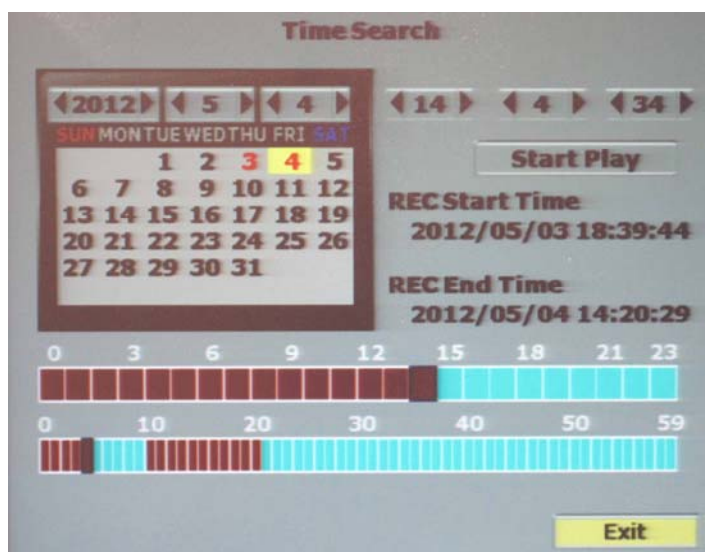 Time Search
2012 5 4 14 4 34
SUN MON TUE WED THU FRI SAT
1 2 3 4 5
6 7 8 9 10 11 12
13 14 15 16 17 18 19
20 21 22 23 24 25 26
27 28 29 30 31
Start Play
REC Start Time
2012/05/03 18:39:44
REC End Time
2012/05/04 14:20:29
0 3 6 9 12 15 18 21 23
0 10 20 30 40 50 59
Exit